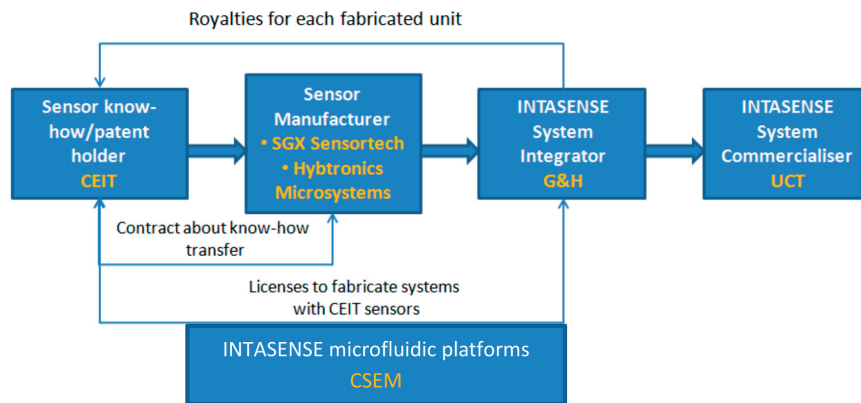 Royalties for each fabricated unit
Sensor know-
how/patent
holder
CEIT
Sensor
Manufacturer
• SGX Sensortech
• Hybtronics
Microsystems
INTASENSE
System
Integrator
G&H
INTASENSE
System
Commercialiser
UCT
Contract about know-how
transfer
Licenses to fabricate systems
with CEIT sensors
INTASENSE microfluidic platforms
CSEM